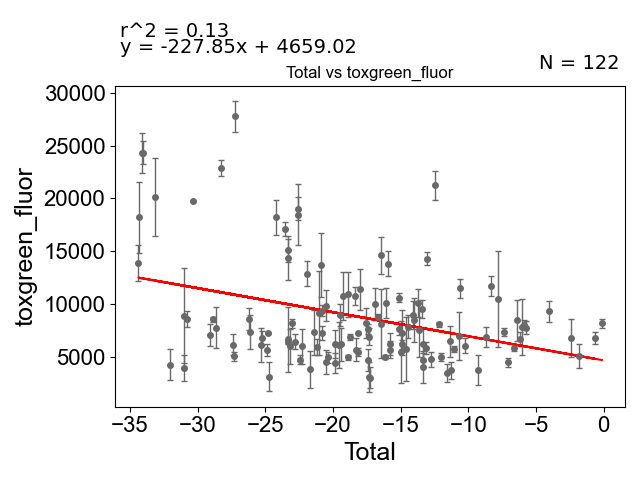 r^2 = 0.13
y = -227.85x + 4659.02
N = 122
Total vs toxgreen_fluor
30000
25000
20000
15000
10000
5000
toxgreen_fluor
−35 −30 −25 −20 −15 −10 −5 0
Total